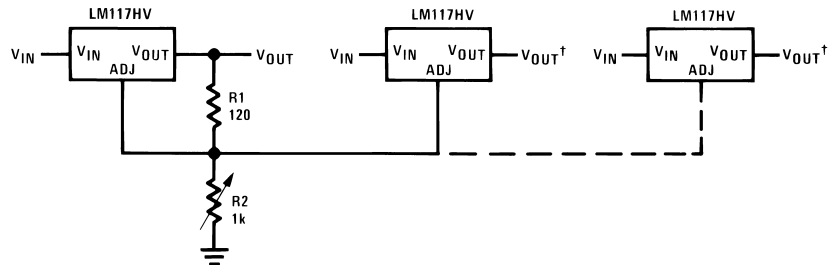 LM117HV LM117HV LM117HV
VIN VIN VOUT VOUT VIN VIN VOUT VOUT† VIN VIN VOUT VOUT†
ADJ ADJ ADJ
R1
120
R2
1k